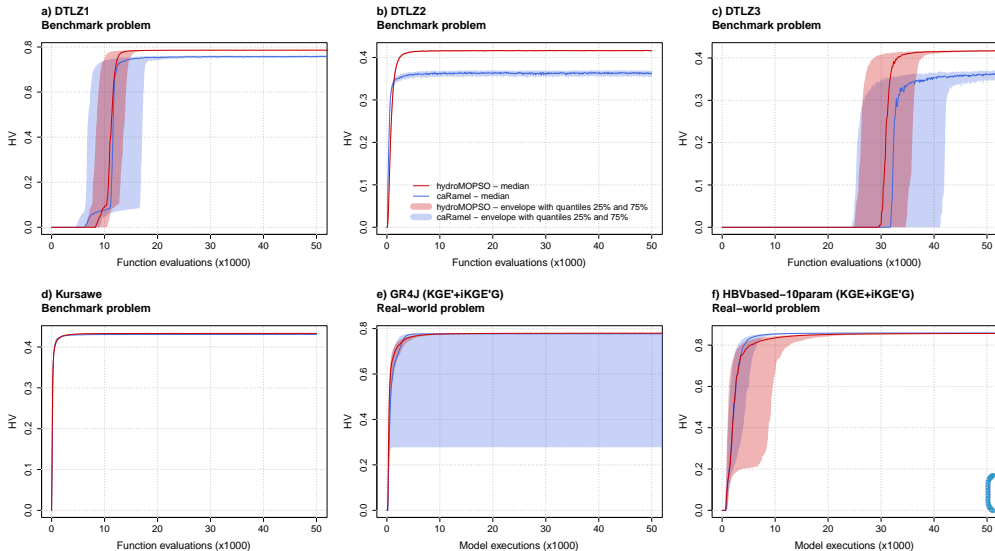 a) DTLZ1
Benchmark problem
HV
0.0
0.2
0.4
0.6
0.8
0
10
20
30
40
50
Function evaluations (x1000)
b) DTLZ2
Benchmark problem
HV
0.0
0.1
0.2
0.3
0.4
0
10
20
30
40
50
Function evaluations (x1000)
hydroMOPSO − median
caRamel − median
hydroMOPSO − envelope with quantiles 25% and 75%
caRamel − envelope with quantiles 25% and 75%
c) DTLZ3
Benchmark problem
HV
0.0
0.1
0.2
0.3
0.4
0
10
20
30
40
50
Function evaluations (x1000)
d) Kursawe
Benchmark problem
HV
0.0
0.1
0.2
0.3
0.4
0
10
20
30
40
50
Function evaluations (x1000)
e) GR4J (KGE'+iKGE'G)
Real−world problem
HV
0.0
0.2
0.4
0.6
0.8
0
10
20
30
40
50
Model executions (x1000)
f) HBVbased−10param (KGE+iKGE'G)
Real−world problem
HV
0.0
0.2
0.4
0.6
0.8
0
10
20
30
40
50
Model executions (x1000)